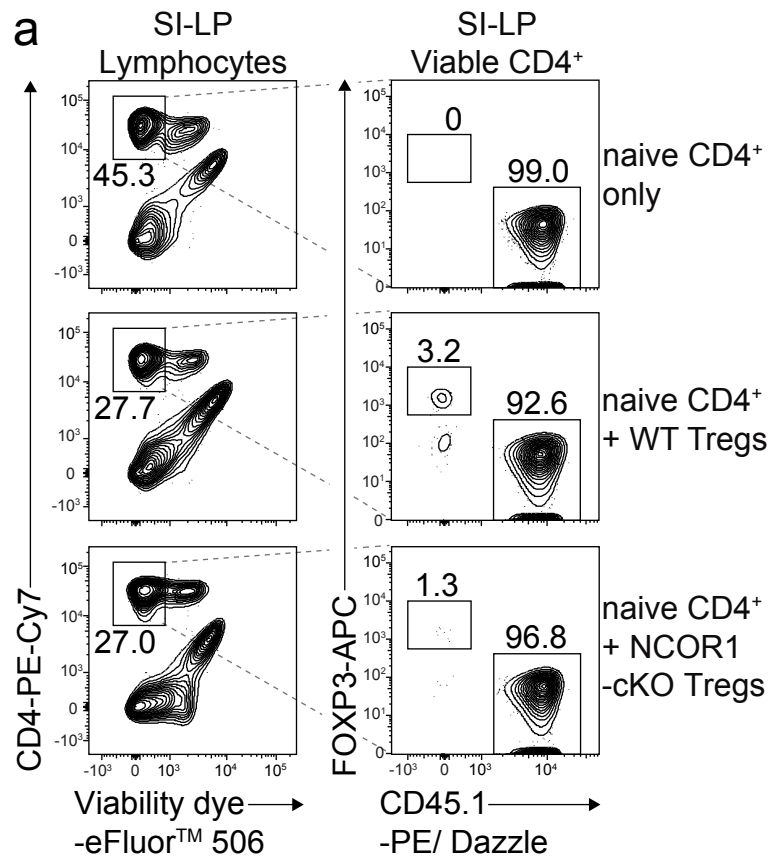 a
SI-LP
Lymphocytes
SI-LP
Viable CD4⁺
10⁵
10⁴
10³
0
-10³
45.3
10⁵
10⁴
10³
10²
10¹
0
0
99.0
naive CD4⁺
only
10⁵
10⁴
10³
0
-10³
27.7
10⁵
10⁴
10³
10²
10¹
0
3.2
92.6
naive CD4⁺
+ WT Tregs
10⁵
10⁴
10³
0
-10³
27.0
10⁵
10⁴
10³
10²
10¹
0
1.3
96.8
naive CD4⁺
+ NCOR1
-cKO Tregs
-10³ 0 10³ 10⁴ 10⁵
-10³ 0 10³ 10⁴
CD4-PE-Cy7
FOXP3-APC
Viability dye
-eFluor™ 506
CD45.1
-PE/ Dazzle